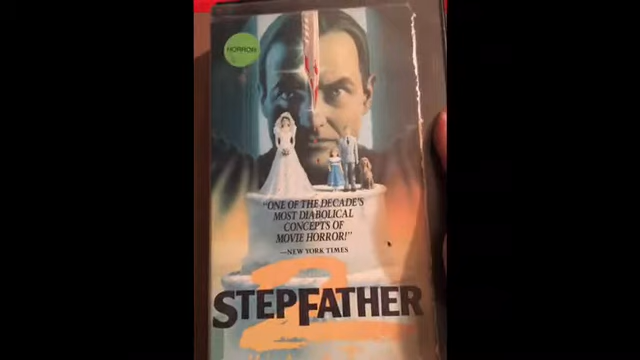 HORROR
"ONE OF THE DECADE'S
MOST DIABOLICAL
CONCEPTS OF
MOVIE HORROR!"
—NEW YORK TIMES
2
STEPFATHER